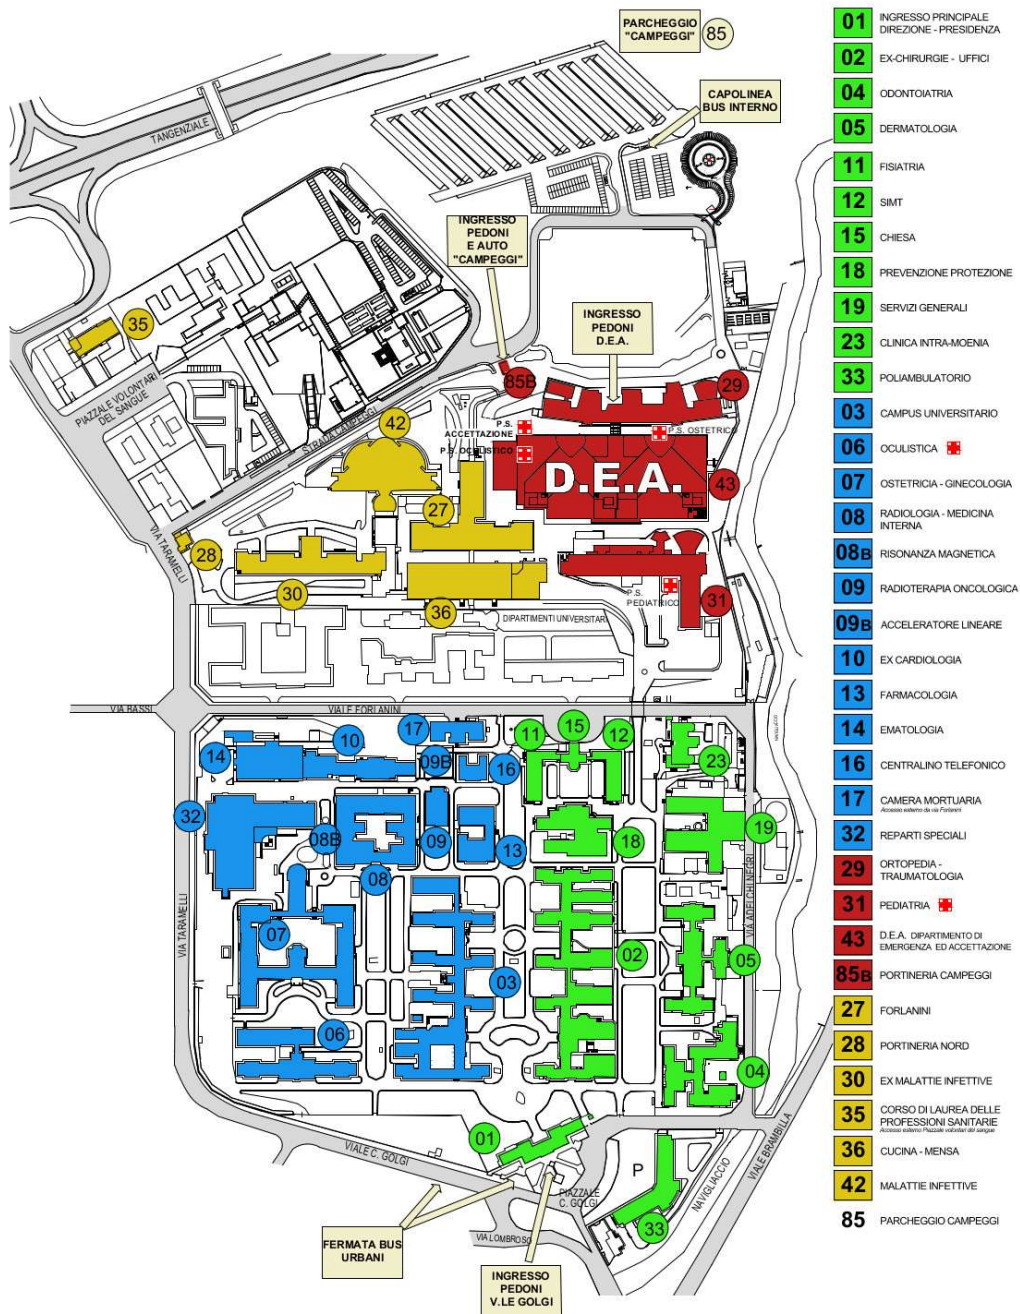 PARCHEGGIO
"CAMPEGGI"
85
CAPOLINEA
BUS INTERNO
TANGENZIALE
INGRESSO
PEDONI
E AUTO
"CAMPEGGI"
INGRESSO
PEDONI
D.E.A.
35
PIAZZALE VOLONTARI
DEL SANGUE
STRADA CAMPEGGI
85B
29
42
P.S.
ACCETTAZIONE
P.S. OCULISTICO
P.S. OSTETRICO
D.E.A.
43
27
VIA TARAMELLI
28
30
36
P.S.
PEDIATRICO
31
DIPARTIMENTI UNIVERSITARI
VIA BASSI
VIALE FORLANINI
17
11
15
12
10
14
09B
16
23
32
08B
09
13
18
19
08
VIA TARAMELLI
VIA ADELCHI NEGRI
07
02
05
03
06
04
01
VIALE C. GOLGI
VIALE BRAMBILLA
P
NAVIGLIACCIO
PIAZZALE
C. GOLGI
33
VIA LOMBROSO
FERMATA BUS
URBANI
INGRESSO
PEDONI
V.LE GOLGI
01 INGRESSO PRINCIPALE
DIREZIONE - PRESIDENZA
02 EX-CHIRURGIE - UFFICI
04 ODONTOIATRIA
05 DERMATOLOGIA
11 FISIATRIA
12 SIMT
15 CHIESA
18 PREVENZIONE PROTEZIONE
19 SERVIZI GENERALI
23 CLINICA INTRA-MOENIA
33 POLIAMBULATORIO
03 CAMPUS UNIVERSITARIO
06 OCULISTICA
07 OSTETRICIA - GINECOLOGIA
08 RADIOLOGIA - MEDICINA
INTERNA
08B RISONANZA MAGNETICA
09 RADIOTERAPIA ONCOLOGICA
09B ACCELERATORE LINEARE
10 EX CARDIOLOGIA
13 FARMACOLOGIA
14 EMATOLOGIA
16 CENTRALINO TELEFONICO
17 CAMERA MORTUARIA
Accesso esterno da via Forlanini
32 REPARTI SPECIALI
29 ORTOPEDIA -
TRAUMATOLOGIA
31 PEDIATRIA
43 D.E.A. DIPARTIMENTO DI
EMERGENZA ED ACCETTAZIONE
85B PORTINERIA CAMPEGGI
27 FORLANINI
28 PORTINERIA NORD
30 EX MALATTIE INFETTIVE
35 CORSO DI LAUREA DELLE
PROFESSIONI SANITARIE
Accesso esterno Piazzale volontari del sangue
36 CUCINA - MENSA
42 MALATTIE INFETTIVE
85 PARCHEGGIO CAMPEGGI